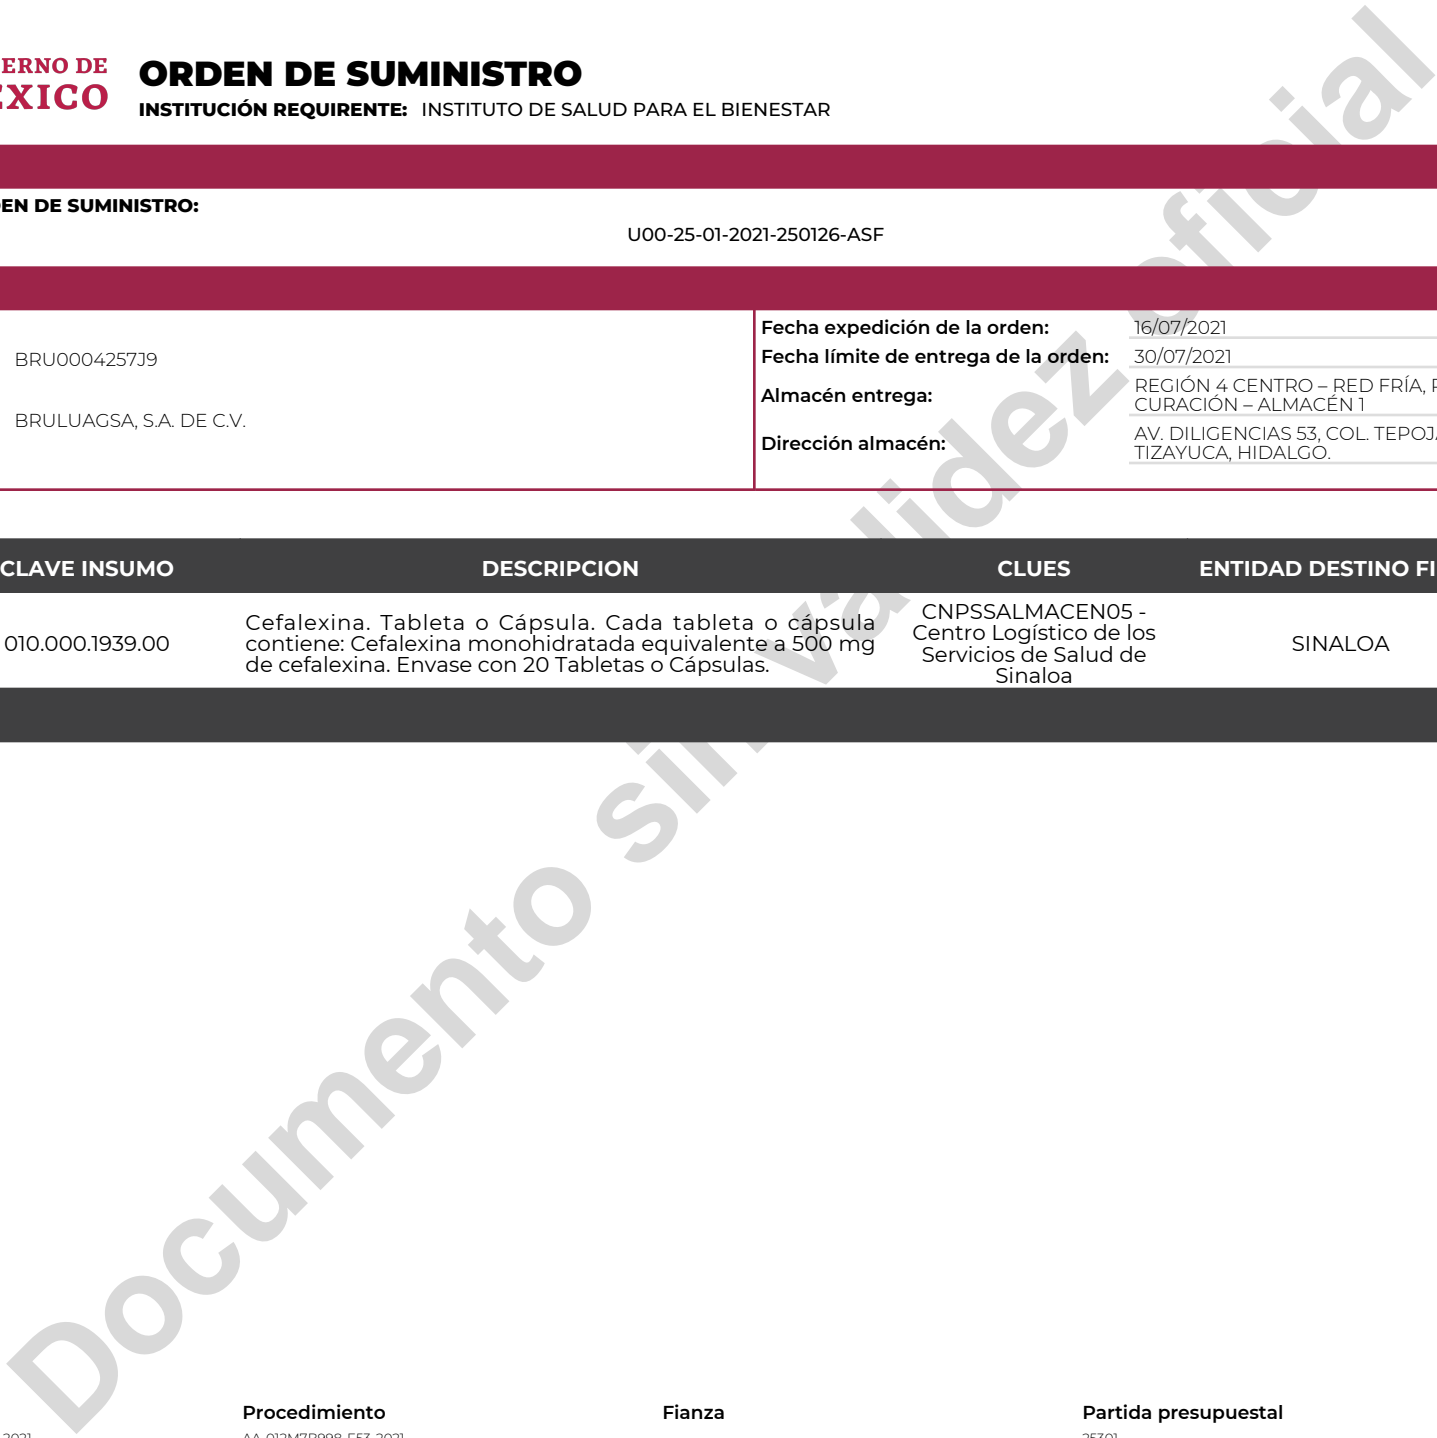 ORDEN DE SUMINISTRO
INSTITUCIÓN REQUIRENTE: INSTITUTO DE SALUD PARA EL BIENESTAR
DE SUMINISTRO:
U00-25-01-2021-250126-ASF
BRU0004257J9
BRULUAGSA, S.A. DE C.V.
Fecha expedición de la orden: 16/07/2021
Fecha límite de entrega de la orden: 30/07/2021
Almacén entrega: REGIÓN 4 CENTRO – RED FRÍA,
CURACIÓN – ALMACÉN 1
Dirección almacén: AV. DILIGENCIAS 53, COL.
TIZAYUCA, HIDALGO.
CLAVE INSUMO DESCRIPCION CLUES ENTIDAD DESTINO
010.000.1939.00
Cefalexina. Tableta o Cápsula. Cada tableta o cápsula
contiene: Cefalexina monohidratada equivalente a 500 mg
de cefalexina. Envase con 20 Tabletas o Cápsulas.
CNPSSALMACEN05 -
Centro Logístico de los
Servicios de Salud de
Sinaloa
SINALOA
Documento sin validez oficial
Procedimiento Fianza Partida presupuestal